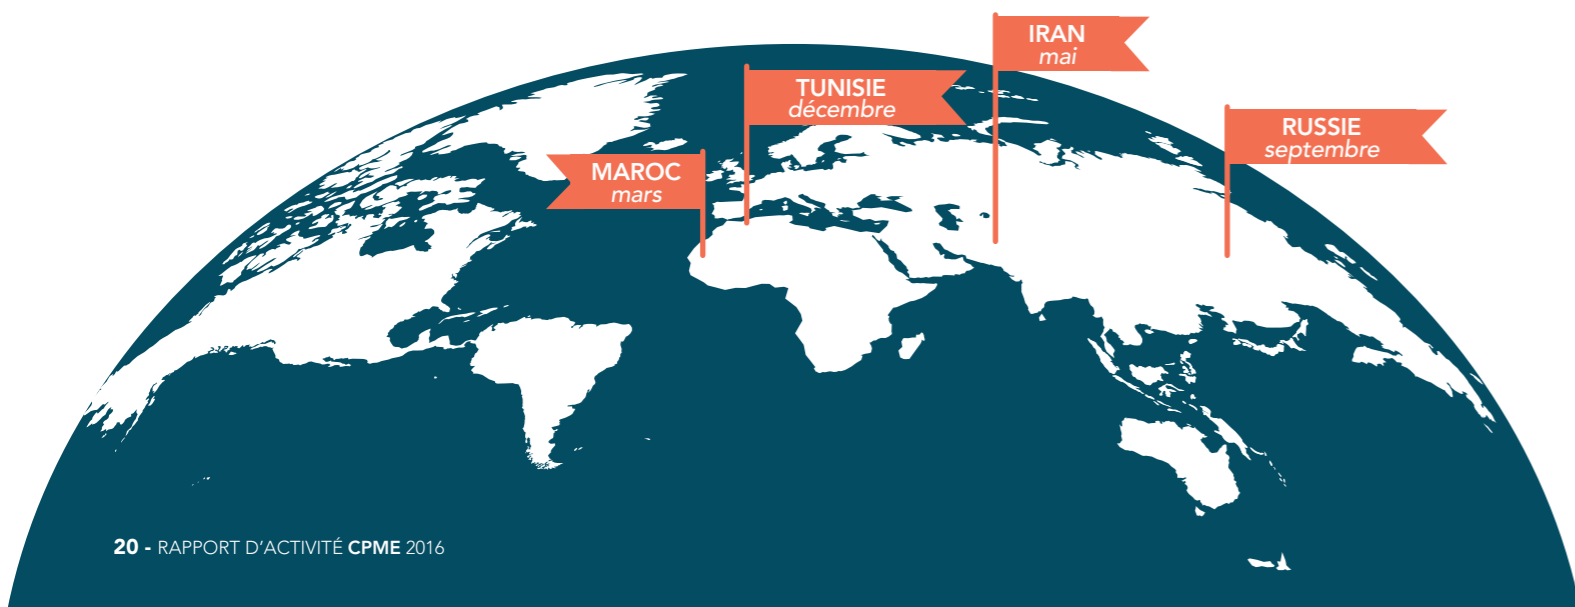 IRAN
mai
TUNISIE
décembre
RUSSIE
septembre
MAROC
mars
20 - RAPPORT D'ACTIVITÉ CPME 2016